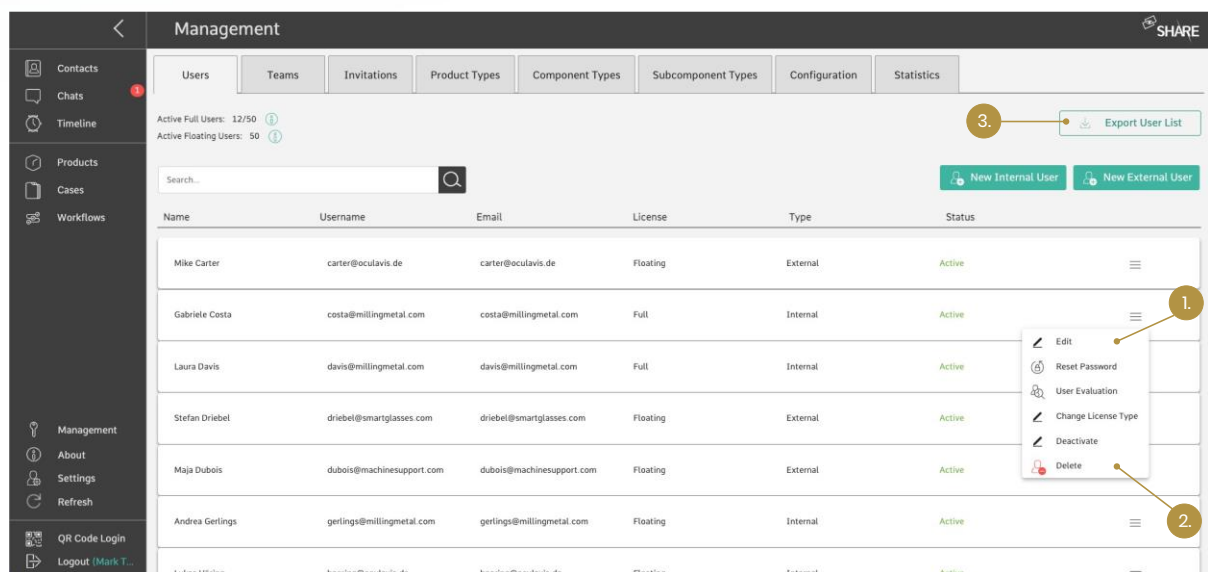 Management
SHARE
Contacts
Chats
1
Timeline
Products
Cases
Workflows
Management
About
Settings
Refresh
QR Code Login
Logout (Mark T...
Users Teams Invitations Product Types Component Types Subcomponent Types Configuration Statistics
Active Full Users: 12/50
Active Floating Users: 50
3.
Export User List
Search...
New Internal User
New External User
Name Username Email License Type Status
Mike Carter carter@oculavis.de carter@oculavis.de Floating External Active
Gabriele Costa costa@millingmetal.com costa@millingmetal.com Full Internal Active
1.
Laura Davis davis@millingmetal.com davis@millingmetal.com Full Internal Active
Stefan Driebel driebel@smartglasses.com driebel@smartglasses.com Floating External Active
Maja Dubois dubois@machinesupport.com dubois@machinesupport.com Floating External Active
Edit
Reset Password
User Evaluation
Change License Type
Deactivate
Delete
2.
Andrea Gerlings gerlings@millingmetal.com gerlings@millingmetal.com Floating Internal Active